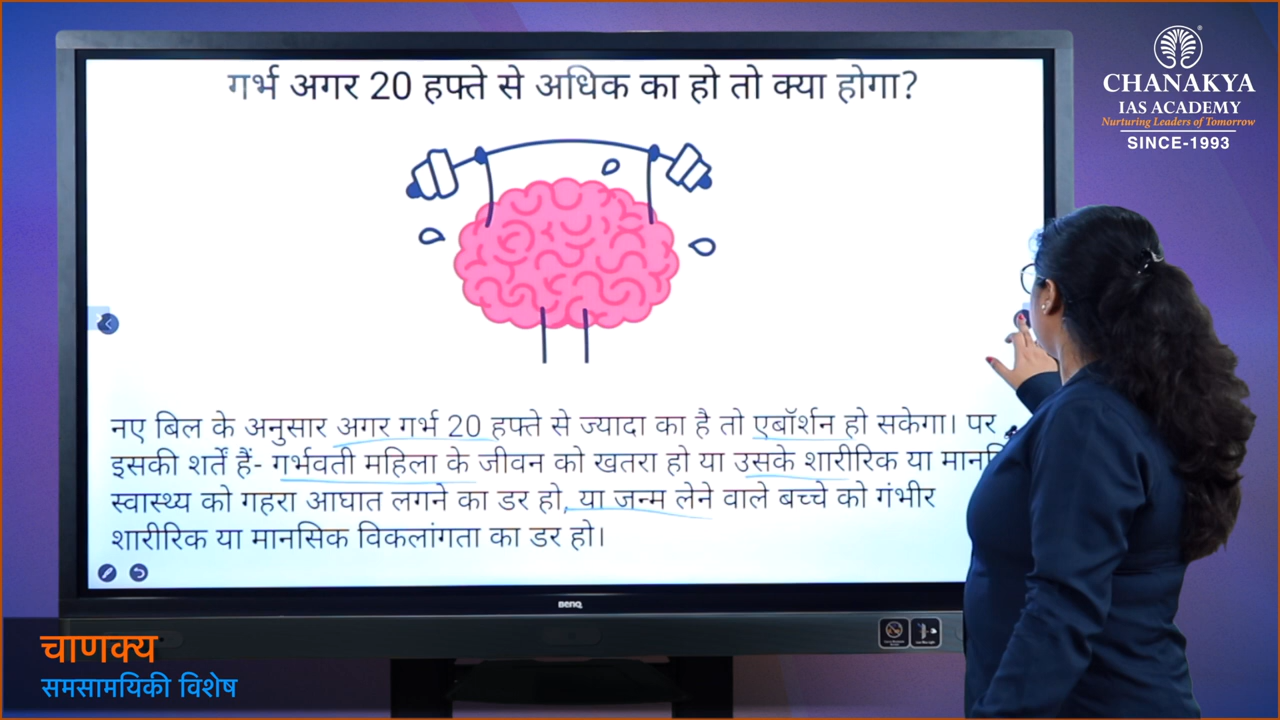 गर्भ अगर 20 हफ्ते से अधिक का हो तो क्या होगा?
CHANAKYA
IAS ACADEMY
Nurturing Leaders of Tomorrow
SINCE-1993
नए बिल के अनुसार अगर गर्भ 20 हफ्ते से ज्यादा का है तो एबॉर्शन हो सकेगा। पर
इसकी शर्तें हैं- गर्भवती महिला के जीवन को खतरा हो या उसके शारीरिक या
स्वास्थ्य को गहरा आघात लगने का डर हो, या जन्म लेने वाले बच्चे को गंभीर
शारीरिक या मानसिक विकलांगता का डर हो।
BenQ
चाणक्य
समसामयिकी विशेष